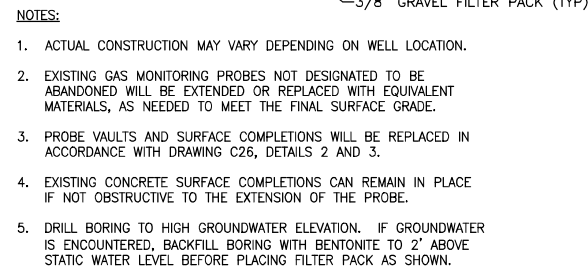 3/8" GRAVEL FILTER PACK (TYP)
NOTES:
1. ACTUAL CONSTRUCTION MAY VARY DEPENDING ON WELL LOCATION.
2. EXISTING GAS MONITORING PROBES NOT DESIGNATED TO BE
ABANDONED WILL BE EXTENDED OR REPLACED WITH EQUIVALENT
MATERIALS, AS NEEDED TO MEET THE FINAL SURFACE GRADE.
3. PROBE VAULTS AND SURFACE COMPLETIONS WILL BE REPLACED IN
ACCORDANCE WITH DRAWING C26, DETAILS 2 AND 3.
4. EXISTING CONCRETE SURFACE COMPLETIONS CAN REMAIN IN PLACE
IF NOT OBSTRUCTIVE TO THE EXTENSION OF THE PROBE.
5. DRILL BORING TO HIGH GROUNDWATER ELEVATION. IF GROUNDWATER
IS ENCOUNTERED, BACKFILL BORING WITH BENTONITE TO 2' ABOVE
STATIC WATER LEVEL BEFORE PLACING FILTER PACK AS SHOWN.